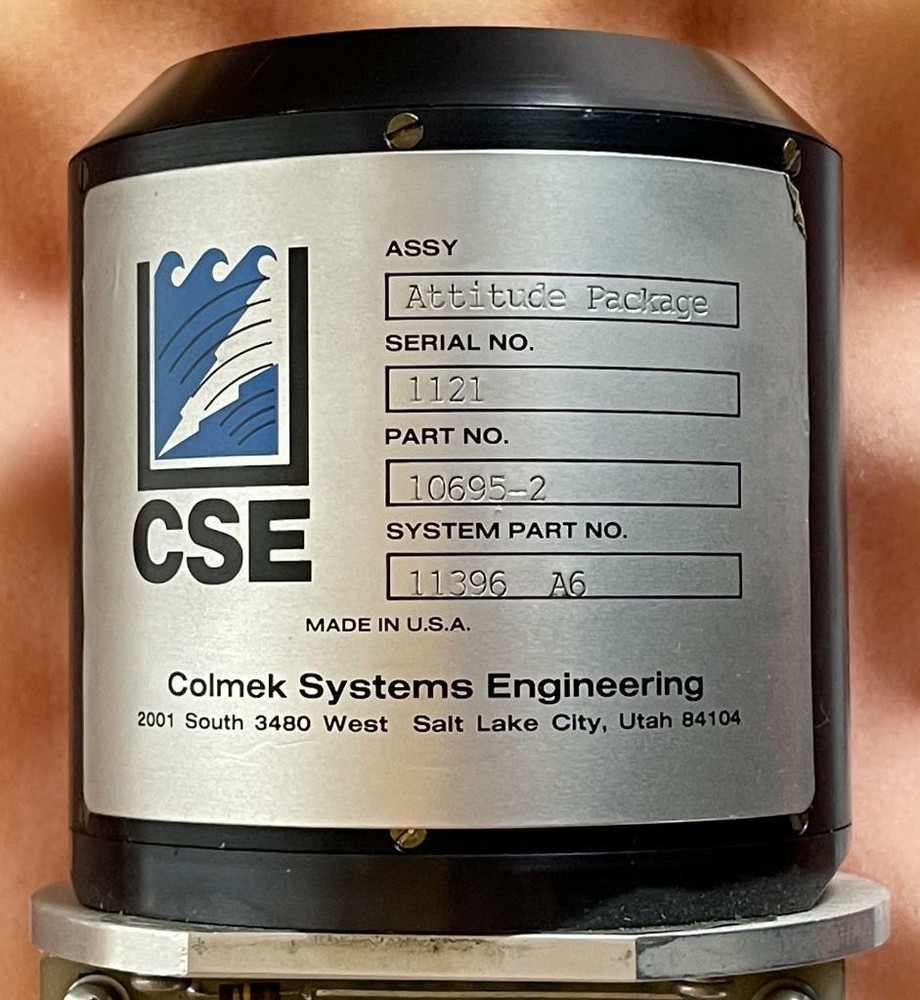 ASSY
Attitude Package
SERIAL NO.
1121
PART NO.
10695-2
SYSTEM PART NO.
11396 A6
CSE
MADE IN U.S.A.
Colmek Systems Engineering
2001 South 3480 West Salt Lake City, Utah 84104